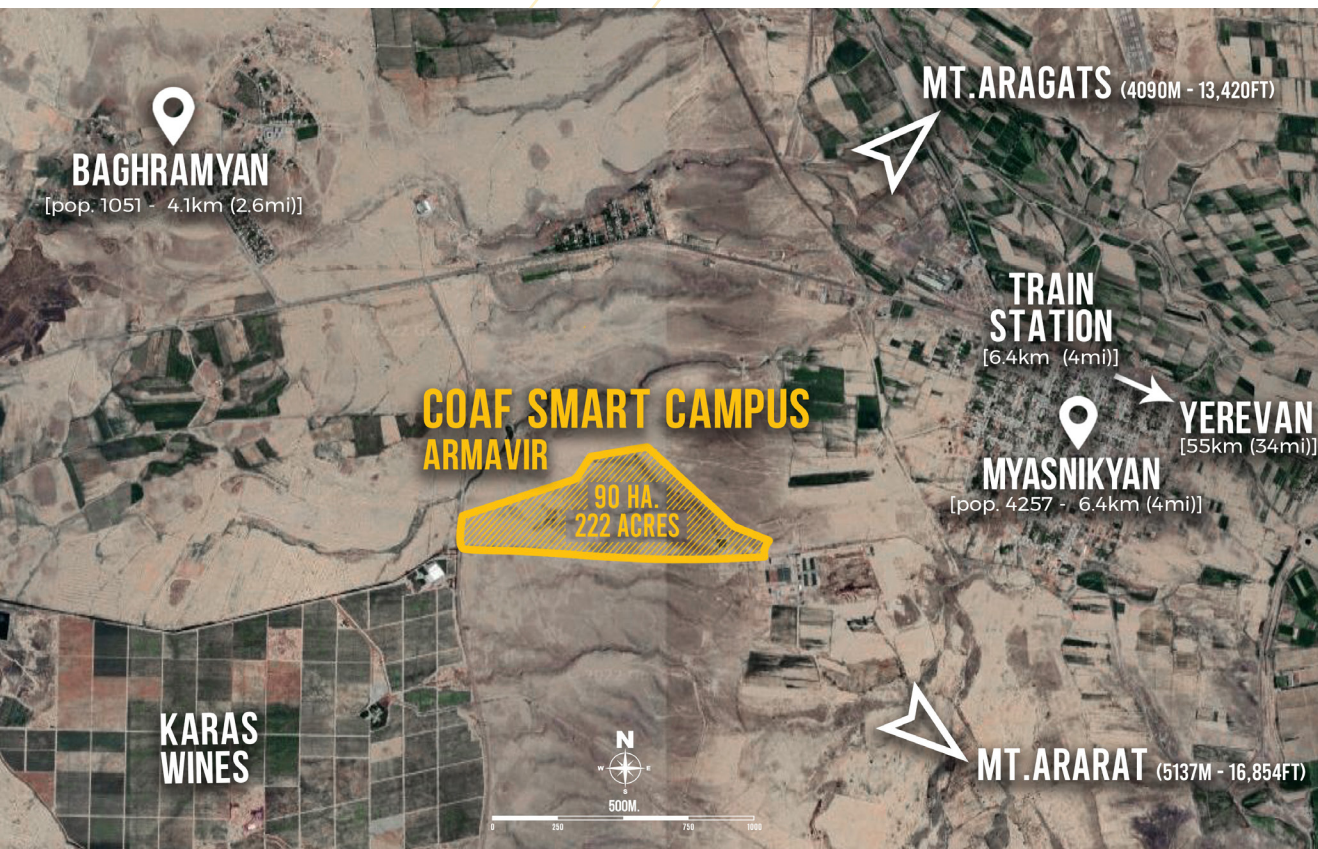 MT.ARAGATS (4090M - 13,420FT)
BAGHRAMYAN
[pop. 1051 - 4.1km (2.6mi)]
TRAIN
STATION
[6.4km (4mi)]
COAF SMART CAMPUS
ARMAVIR
YEREVAN
[55km (34mi)]
MYASNIKYAN
[pop. 4257 - 6.4km (4mi)]
90 HA.
222 ACRES
KARAS
WINES
N
W E
S
500M.
0 250 750 1000
MT.ARARAT (5137M - 16,854FT)